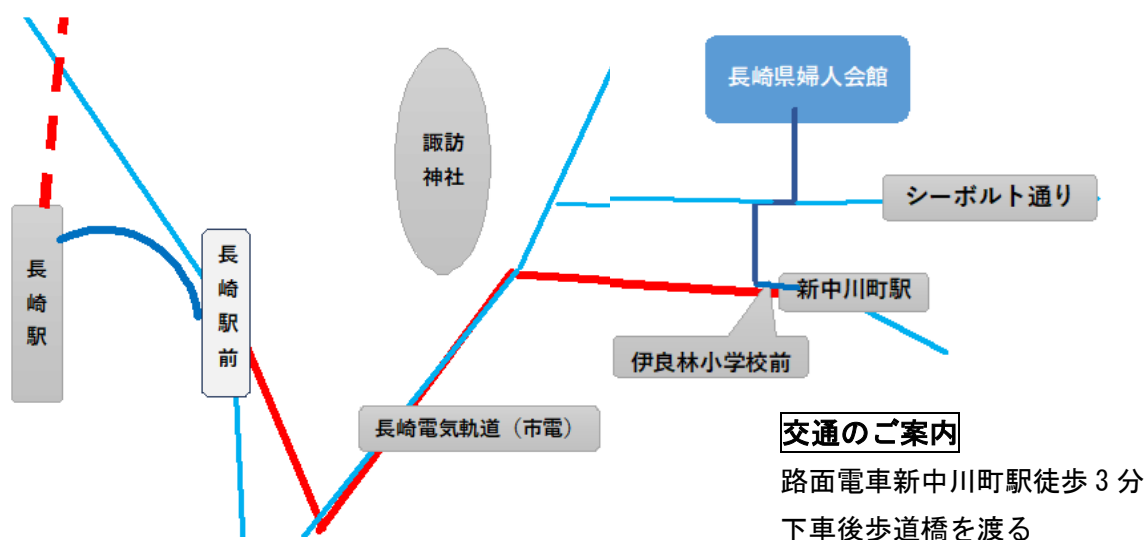 長崎県婦人会館
諏訪
神社
シーボルト通り
長崎駅
長崎駅前
新中川町駅
伊良林小学校前
長崎電気軌道（市電）
交通のご案内
路面電車新中川町駅徒歩3分
下車後歩道橋を渡る